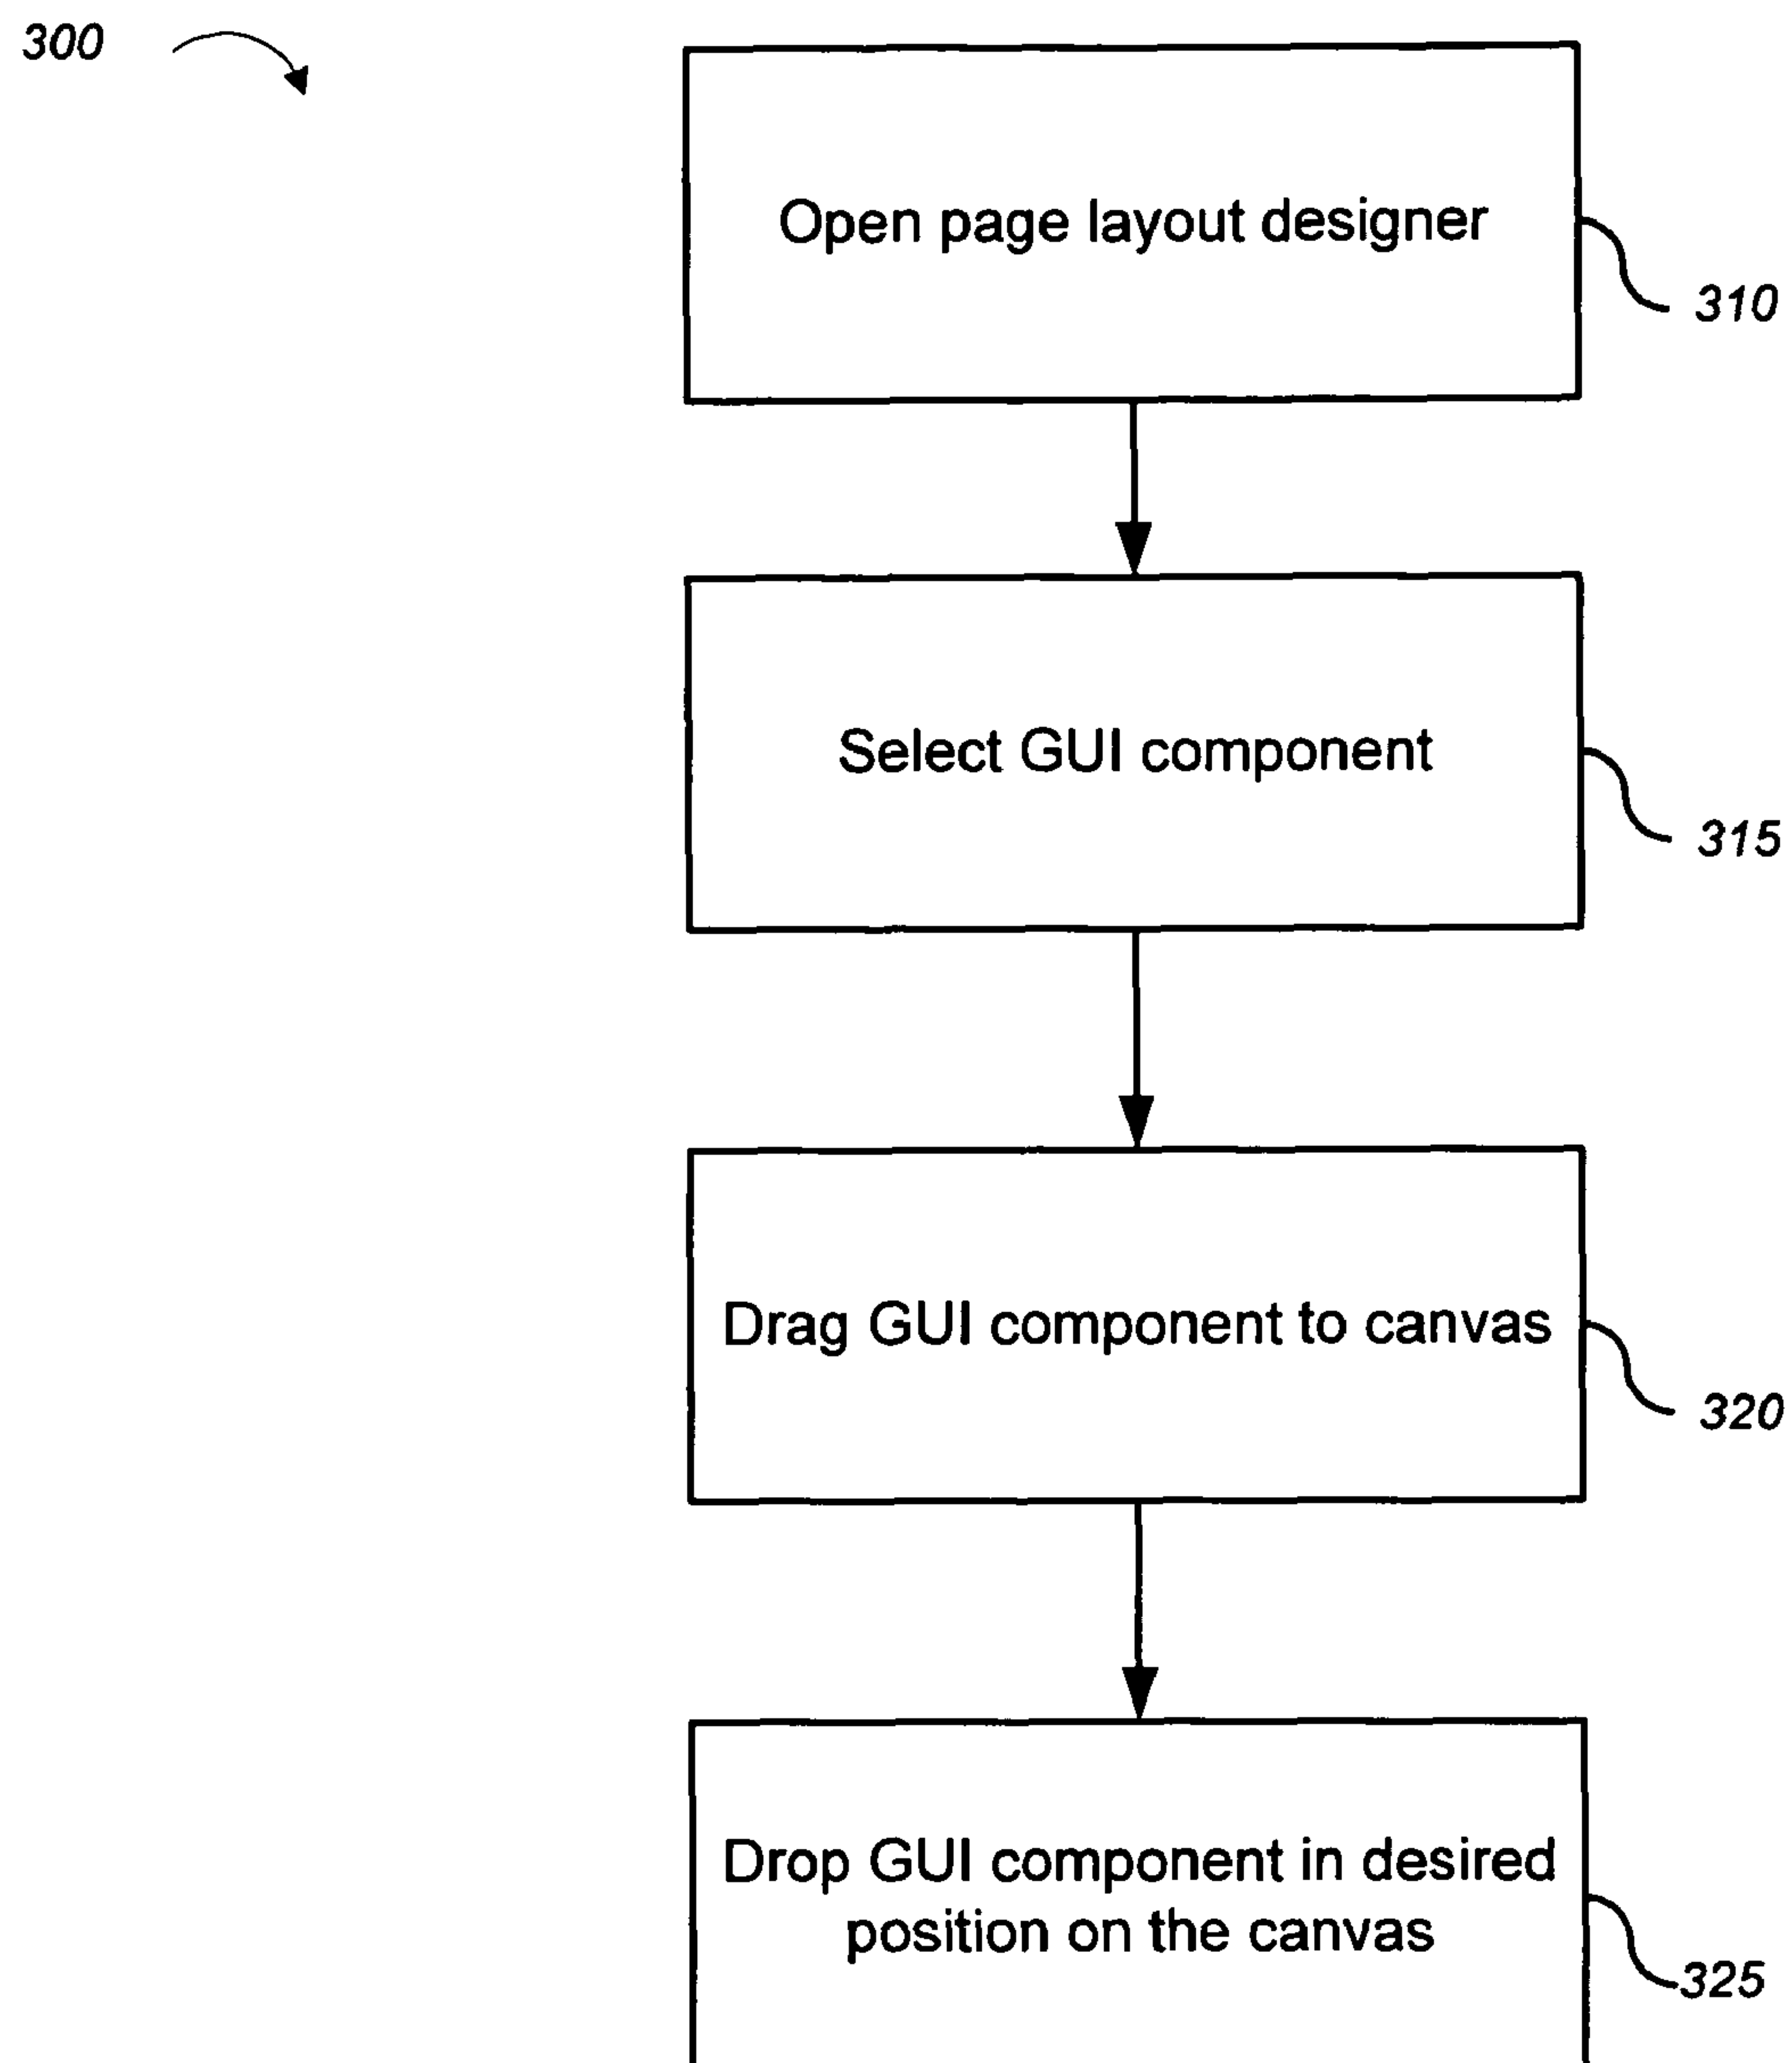 300
Open page layout designer
310
Select GUI component
315
Drag GUI component to canvas
320
Drop GUI component in desired
position on the canvas
325